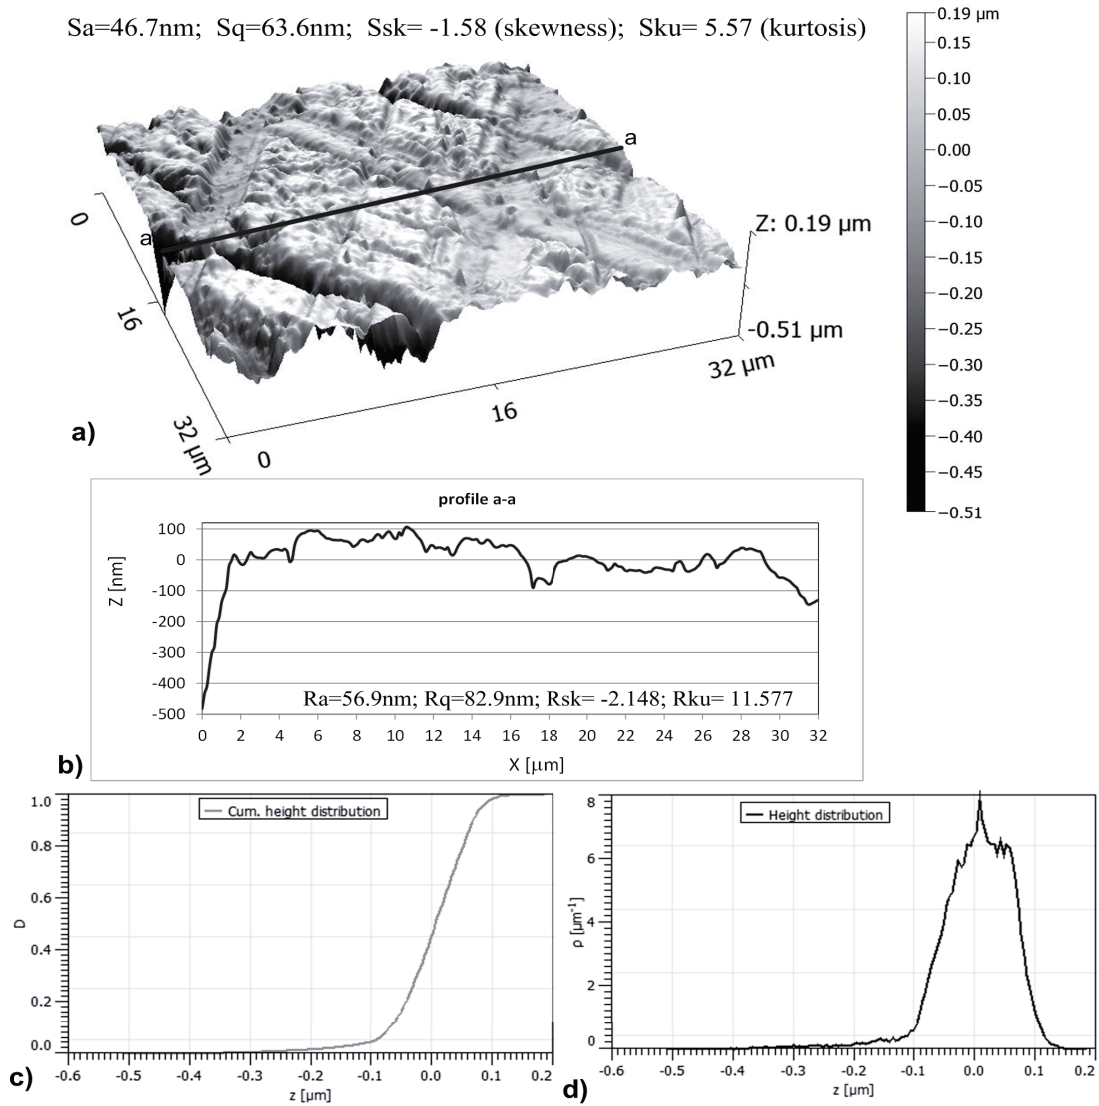 Sa=46.7nm; Sq=63.6nm; Ssk= -1.58 (skewness); Sku= 5.57 (kurtosis)
0.19 µm
0.15
0.10
0.05
0.00
−0.05
−0.10
−0.15
−0.20
−0.25
−0.30
−0.35
−0.40
−0.45
−0.51
a
a
0
16
32 µm
0
16
32 µm
Z: 0.19 µm
-0.51 µm
a)
profile a-a
Z [nm]
100
0
-100
-200
-300
-400
-500
Ra=56.9nm; Rq=82.9nm; Rsk= -2.148; Rku= 11.577
0 2 4 6 8 10 12 14 16 18 20 22 24 26 28 30 32
X [µm]
b)
Cum. height distribution
1.0
0.8
0.6
0.4
0.2
0.0
D
-0.6 -0.5 -0.4 -0.3 -0.2 -0.1 0.0 0.1 0.2
z [µm]
c)
Height distribution
8
6
4
2
0
ρ [µm⁻¹]
-0.6 -0.5 -0.4 -0.3 -0.2 -0.1 0.0 0.1 0.2
z [µm]
d)